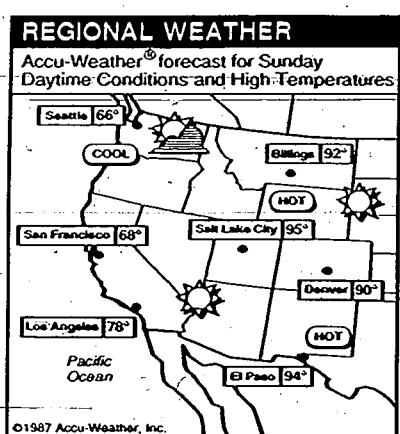 REGIONAL WEATHER
Accu-Weather® forecast for Sunday
Daytime Conditions and High Temperatures
Seattle 66°
COOL
Billings 92°
HOT
San Francisco 68°
Salt Lake City 95°
Denver 90°
Los Angeles 78°
HOT
Pacific
Ocean
El Paso 94°
©1987 Accu-Weather, Inc.